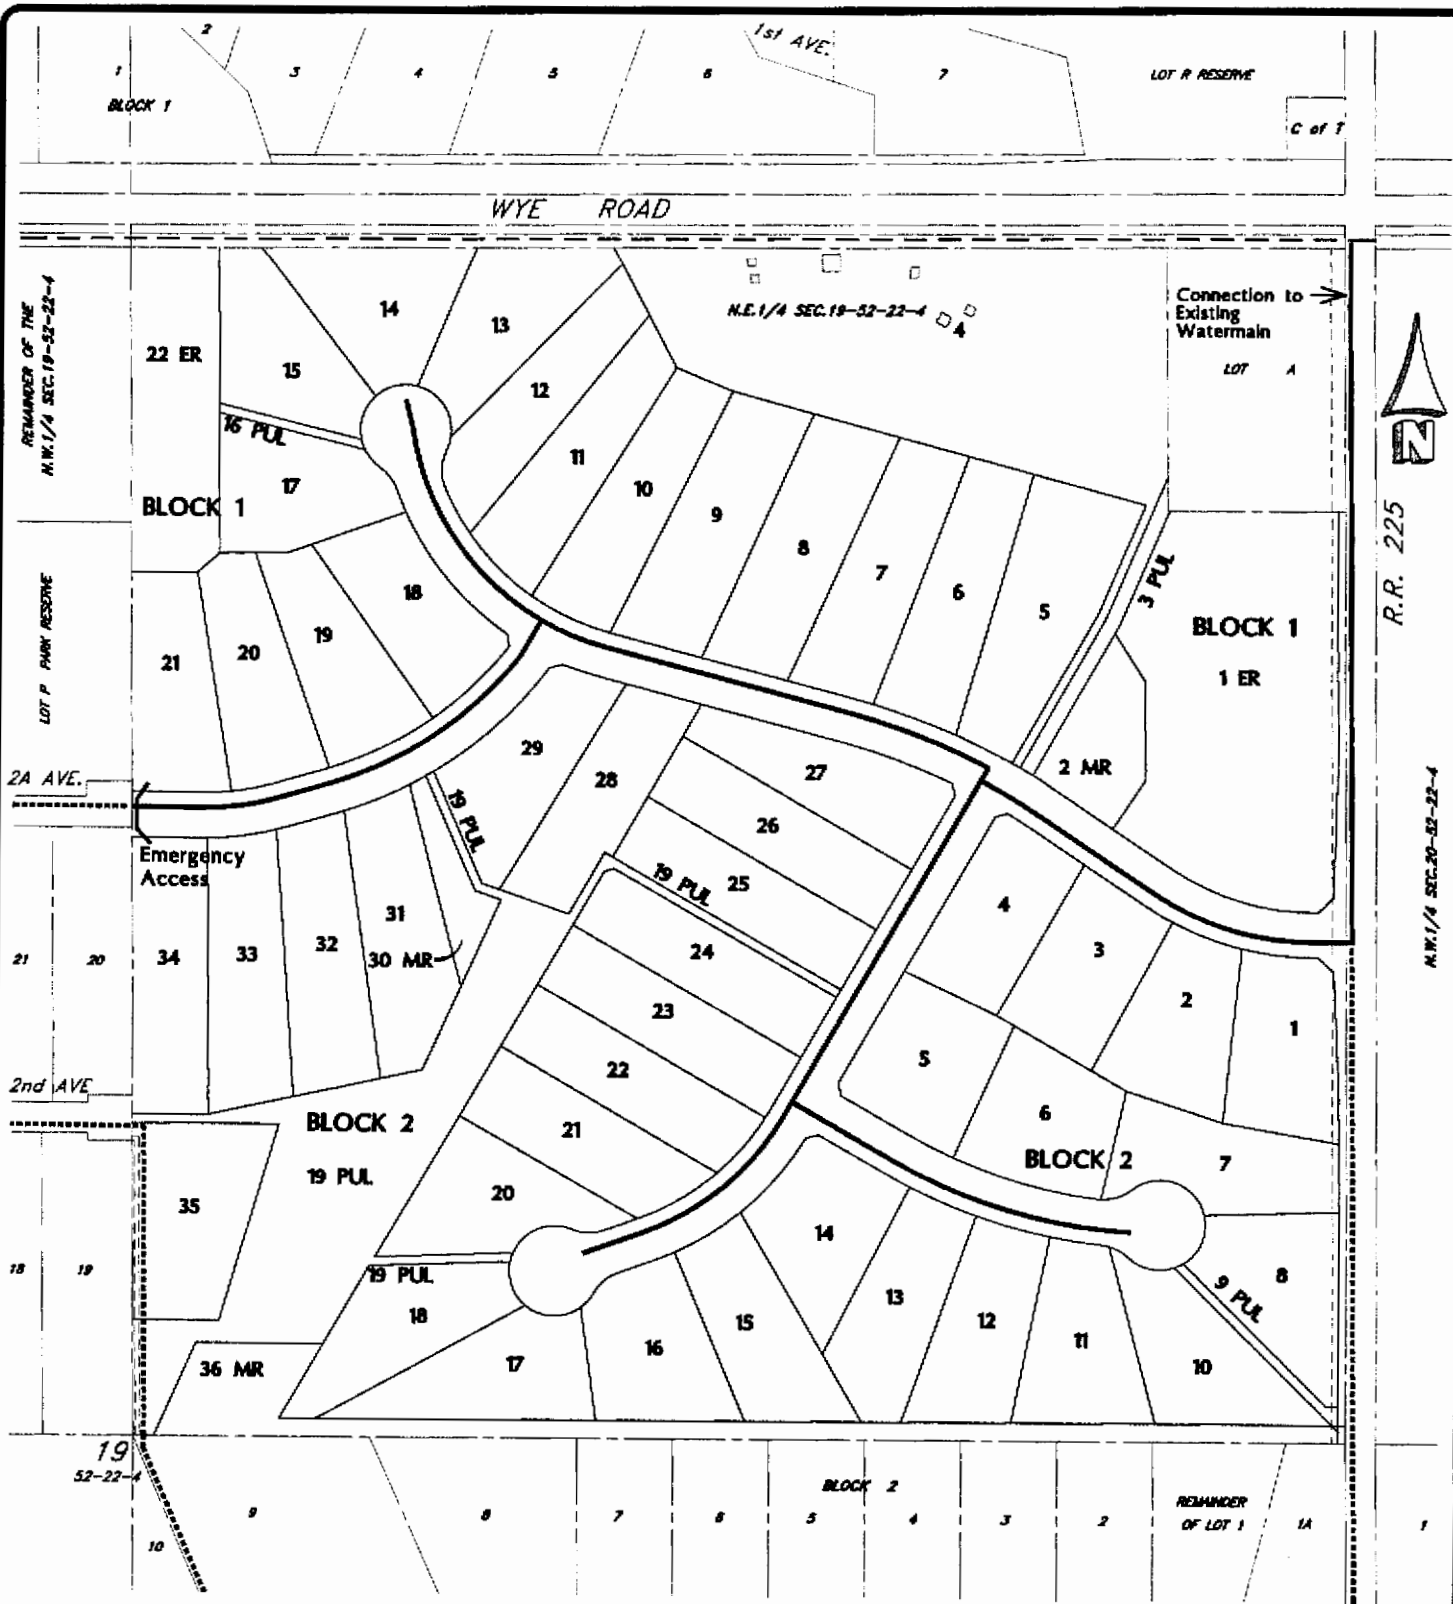 2
1st AVE.
1
3
4
5
6
7
LOT R RESERVE
BLOCK 1
C of T
WYE ROAD
REMAINDER OF THE
N.W.1/4 SEC.19-52-22-4
14
13
N.E.1/4 SEC.19-52-22-4
4
Connection to
Existing
Watermain
22 ER
15
12
LOT A
16 PUL
N
11
17
10
BLOCK 1
9
R.R. 225
8
7
6
5
3 PUL
18
BLOCK 1
19
20
21
1 ER
LOT P PARK RESERVE
29
28
27
2 MR
2A AVE.
19 PUL
26
N.W.1/4 SEC.20-52-22-4
Emergency
Access
19 PUL
25
4
31
24
3
21
20
34
33
32
30 MR
2
23
1
5
22
2nd AVE
6
BLOCK 2
21
BLOCK 2
7
19 PUL
20
35
14
18
19
19 PUL
8
9 PUL
18
13
12
11
15
16
17
10
36 MR
19
52-22-4
BLOCK 2
9
8
7
6
5
4
3
2
REMAINDER
OF LOT 1
1A
1
10